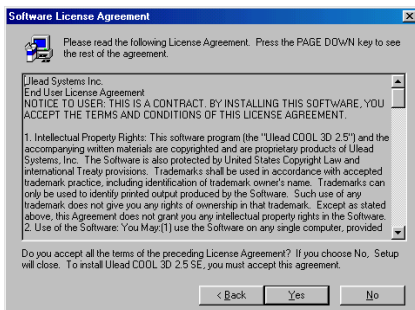 Software License Agreement
Please read the following License Agreement. Press the PAGE DOWN key to see
the rest of the agreement.
Ulead Systems Inc.
End User License Agreement
NOTICE TO USER: THIS IS A CONTRACT. BY INSTALLING THIS SOFTWARE, YOU
ACCEPT THE TERMS AND CONDITIONS OF THIS LICENSE AGREEMENT.
1. Intellectual Property Rights: This software program (the "Ulead COOL 3D 2.5") and the
accompanying written materials are copyrighted and are proprietary products of Ulead
Systems, Inc. The Software is also protected by United States Copyright Law and
international Treaty provisions. Trademarks shall be used in accordance with accepted
trademark practice, including identification of trademark owner's name. Trademarks can
only be used to identify printed output produced by the Software. Such use of any
trademark does not give you any rights of ownership in that trademark. Except as stated
above, this Agreement does not grant you any intellectual property rights in the Software.
2. Use of the Software: You May:(1) use the Software on any single computer, provided
Do you accept all the terms of the preceding License Agreement? If you choose No, Setup
will close. To install Ulead COOL 3D 2.5 SE, you must accept this agreement.
< Back Yes No